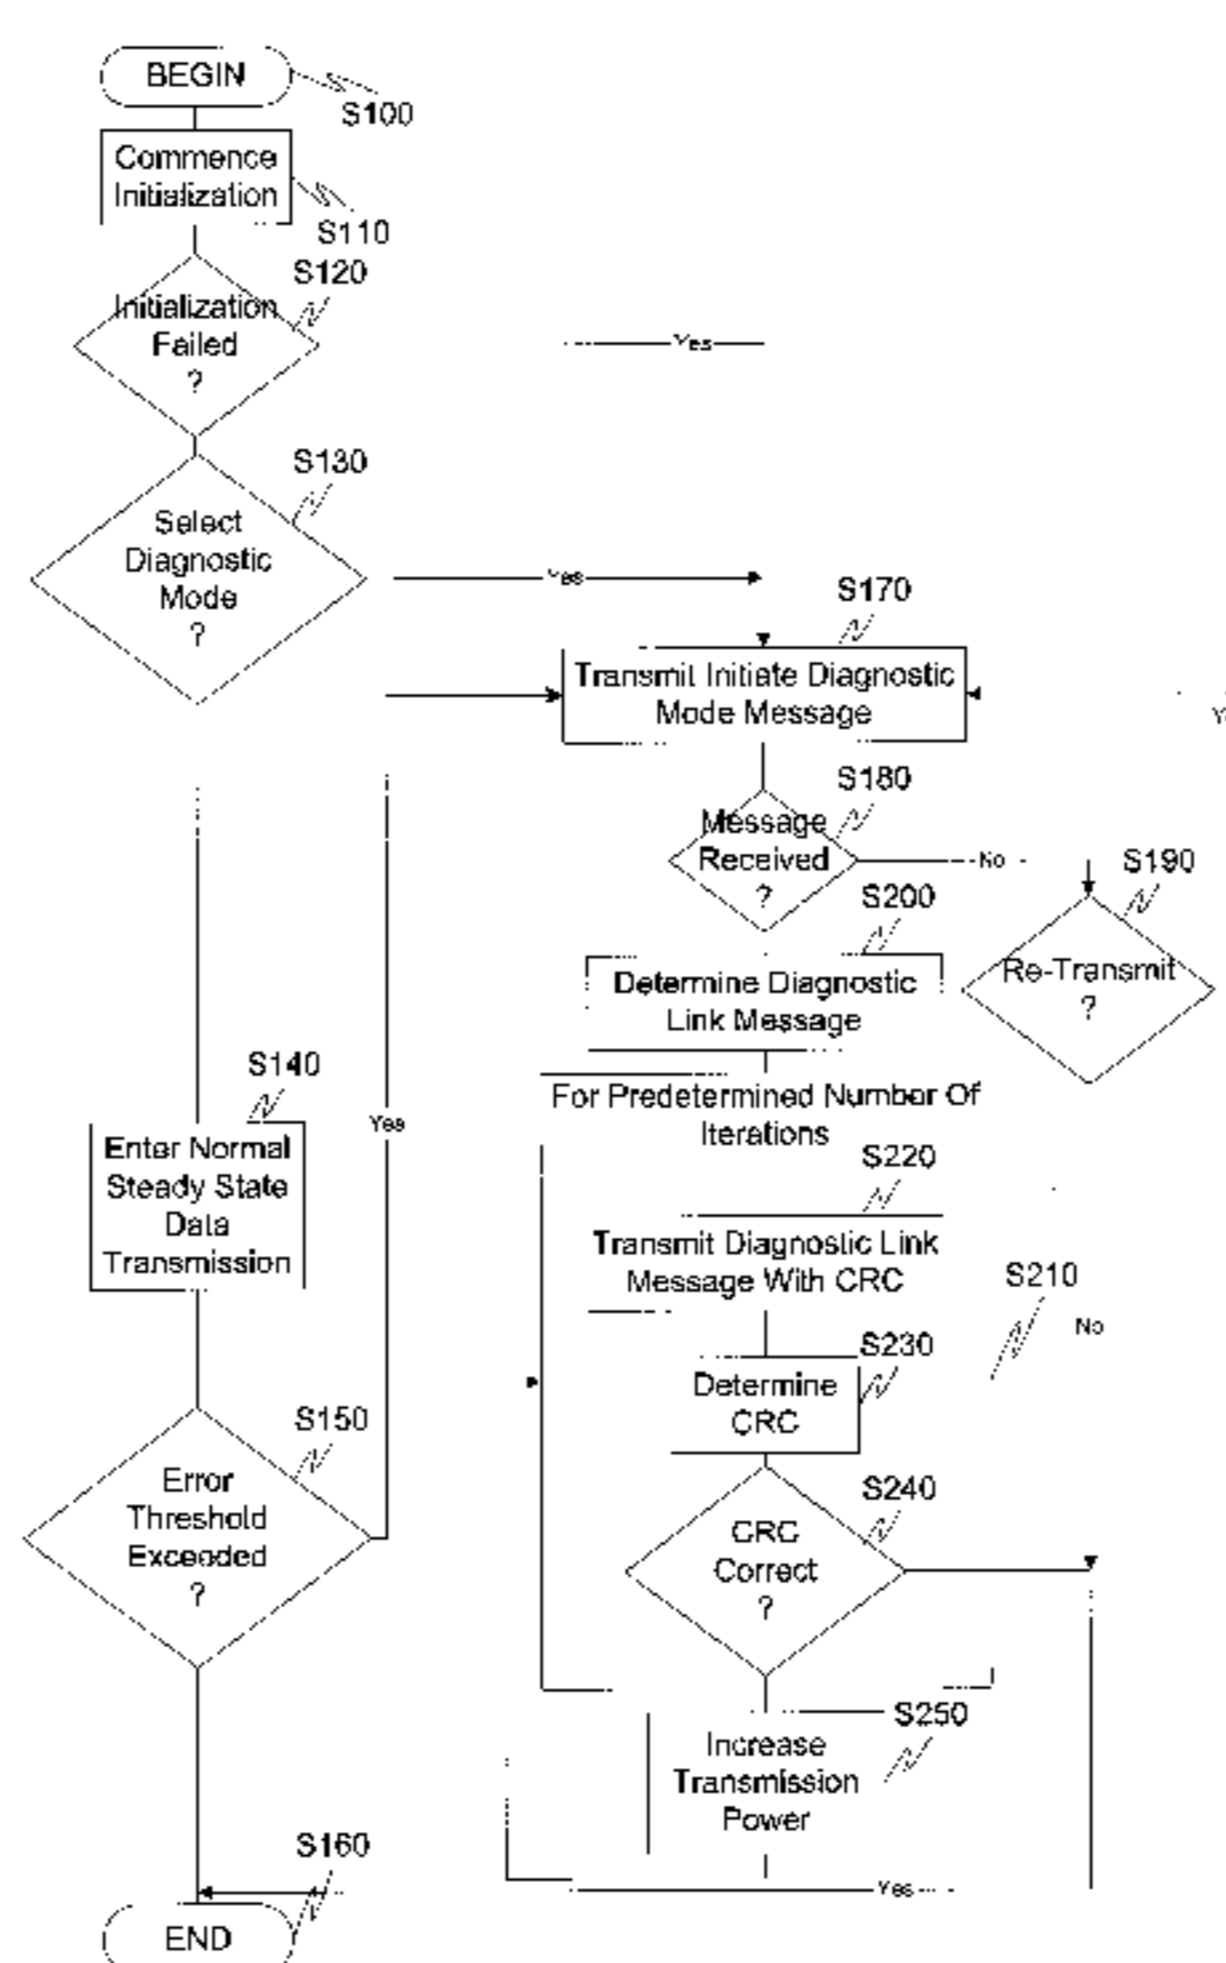 BEGIN
S100
Commence
Initialization
S110
S120
Initialization
Failed
?
Yes
S130
Select
Diagnostic
Mode
?
Yes
S170
Transmit Initiate Diagnostic
Mode Message
S180
Message
Received
?
No
S190
Re-Transmit
?
S200
Determine Diagnostic
Link Message
For Predetermined Number Of
Iterations
S140
Enter Normal
Steady State
Data
Transmission
Yes
S220
Transmit Diagnostic Link
Message With CRC
S210
No
S230
Determine
CRC
S150
Error
Threshold
Exceeded
?
S240
CRC
Correct
?
S250
Increase
Transmission
Power
Yes
S160
END